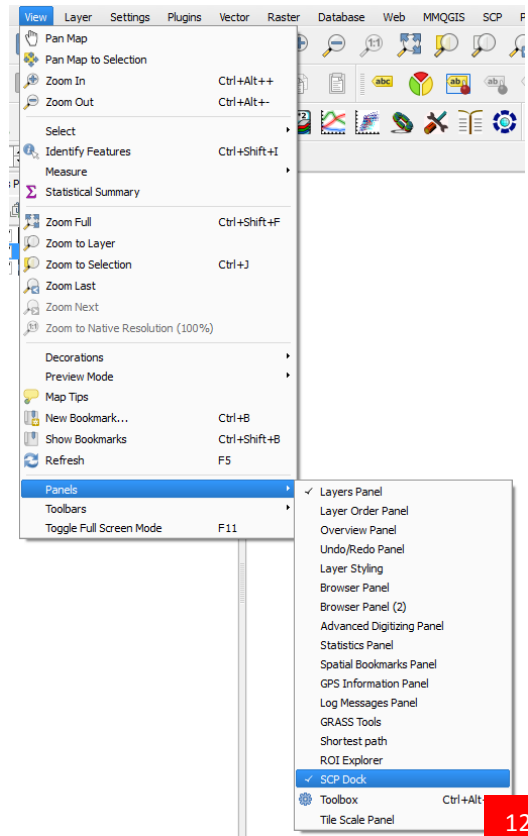 View Layer Settings Plugins Vector Raster Database Web MMQGIS SCP
Pan Map
Pan Map to Selection
Zoom In Ctrl+Alt++
Zoom Out Ctrl+Alt+-
abc abc ab
Select
Identify Features Ctrl+Shift+I
Measure
Σ Statistical Summary
Zoom Full Ctrl+Shift+F
Zoom to Layer
Zoom to Selection Ctrl+J
Zoom Last
Zoom Next
Zoom to Native Resolution (100%)
Decorations
Preview Mode
Map Tips
New Bookmark... Ctrl+B
Show Bookmarks Ctrl+Shift+B
Refresh F5
Panels
Toolbars
Toggle Full Screen Mode F11
Layers Panel
Layer Order Panel
Overview Panel
Undo/Redo Panel
Layer Styling
Browser Panel
Browser Panel (2)
Advanced Digitizing Panel
Statistics Panel
Spatial Bookmarks Panel
GPS Information Panel
Log Messages Panel
GRASS Tools
Shortest path
ROI Explorer
SCP Dock
Toolbox Ctrl+Alt
Tile Scale Panel
12